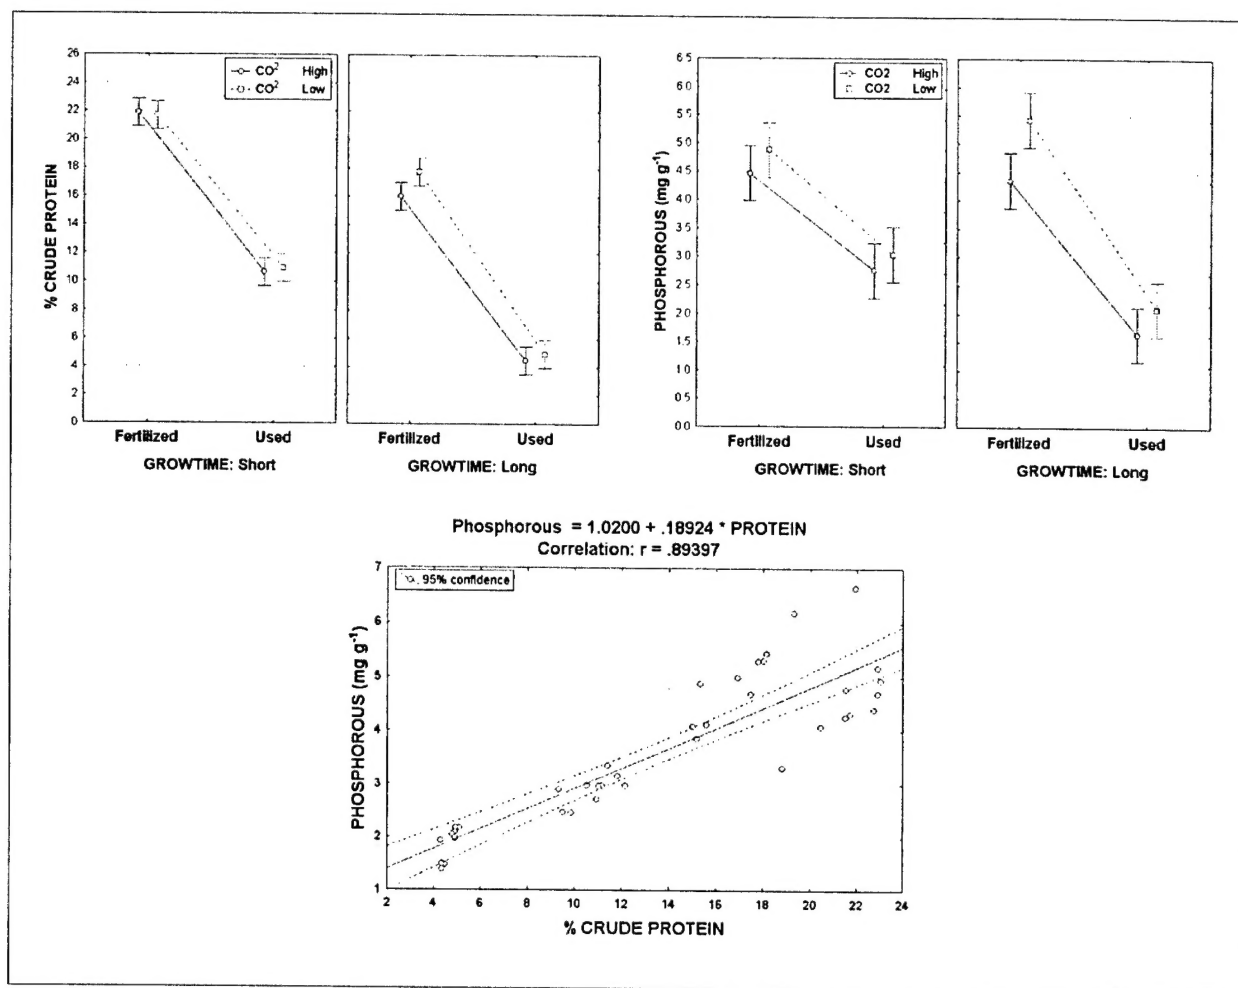 26
24
22
20
18
16
14
12
10
8
6
4
2
0
% CRUDE PROTEIN
CO² High
CO² Low
Fertilized Used
GROWTIME: Short
Fertilized Used
GROWTIME: Long
6.5
6.0
5.5
5.0
4.5
4.0
3.5
3.0
2.5
2.0
1.5
1.0
0.5
0.0
PHOSPHOROUS (mg g⁻¹)
CO2 High
CO2 Low
Fertilized Used
GROWTIME: Short
Fertilized Used
GROWTIME: Long
Phosphorous = 1.0200 + .18924 * PROTEIN
Correlation: r = .89397
95% confidence
7
6
5
4
3
2
1
PHOSPHOROUS (mg g⁻¹)
2 4 6 8 10 12 14 16 18 20 22 24
% CRUDE PROTEIN